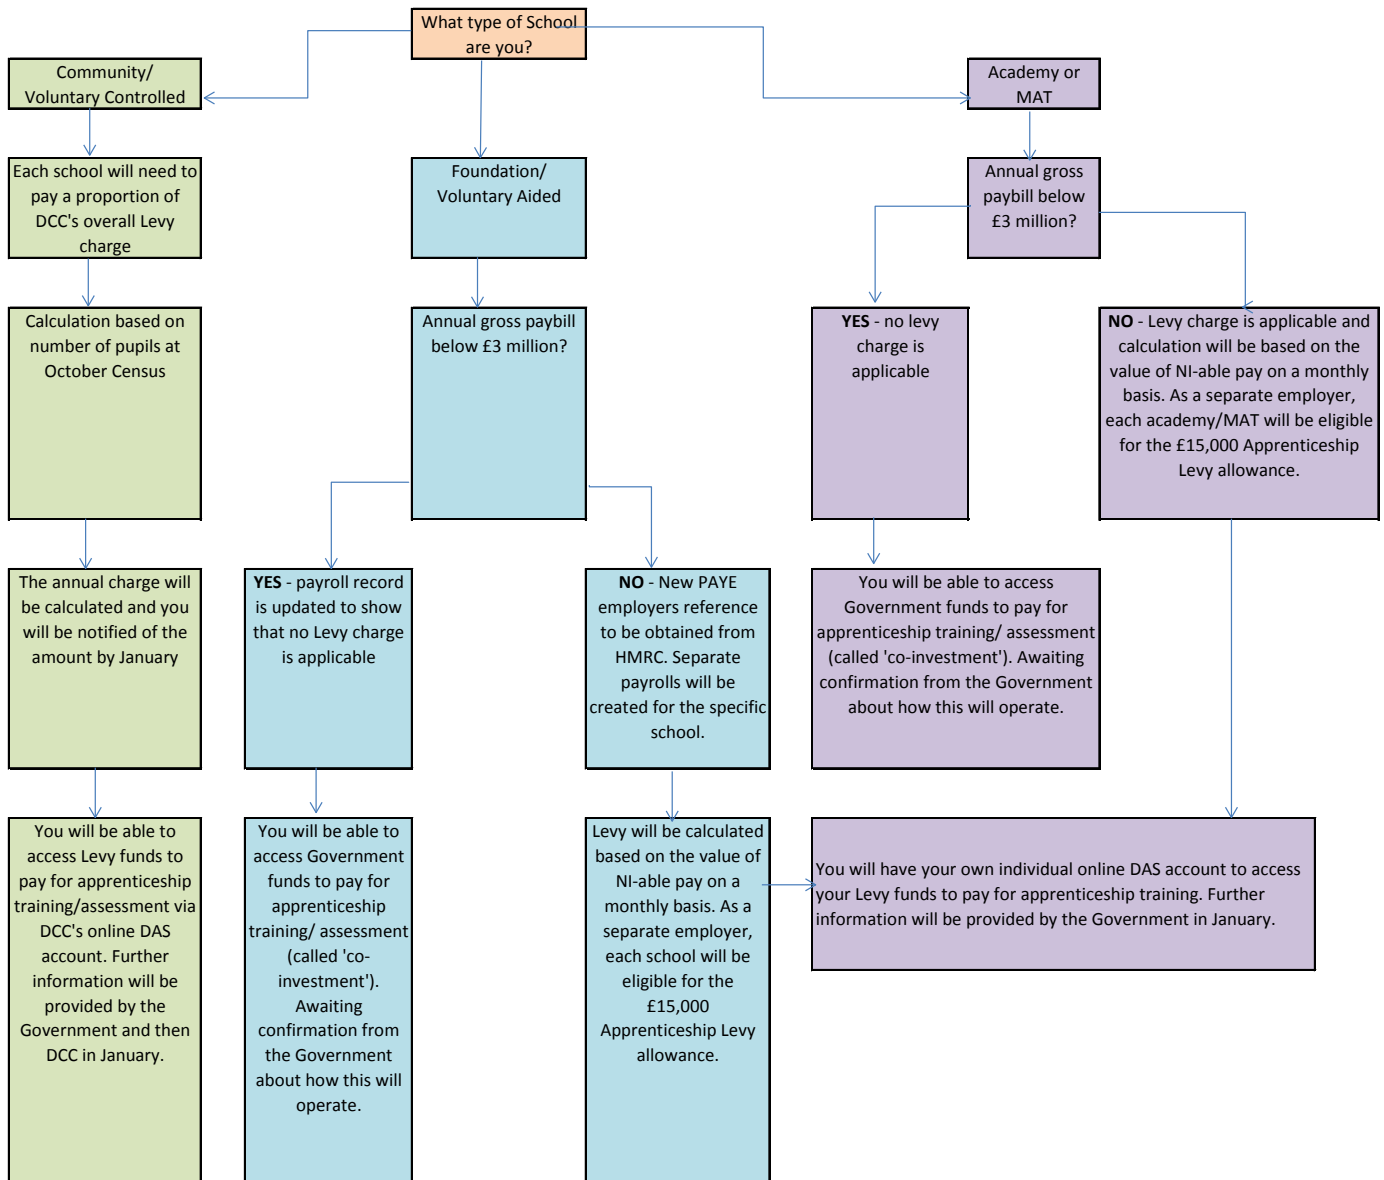 What type of School
are you?
Community/
Voluntary Controlled
Academy or
MAT
Each school will need to
pay a proportion of
DCC's overall Levy
charge
Foundation/
Voluntary Aided
Annual gross
paybill below
£3 million?
Calculation based on
number of pupils at
October Census
Annual gross paybill
below £3 million?
YES - no levy
charge is
applicable
NO - Levy charge is applicable and
calculation will be based on the
value of NI-able pay on a monthly
basis. As a separate employer,
each academy/MAT will be eligible
for the £15,000 Apprenticeship
Levy allowance.
The annual charge will
be calculated and you
will be notified of the
amount by January
YES - payroll record
is updated to show
that no Levy charge
is applicable
NO - New PAYE
employers reference
to be obtained from
HMRC. Separate
payrolls will be
created for the specific
school.
You will be able to access
Government funds to pay for
apprenticeship training/ assessment
(called 'co-investment'). Awaiting
confirmation from the Government
about how this will operate.
You will be able to
access Levy funds to
pay for apprenticeship
training/assessment via
DCC's online DAS
account. Further
information will be
provided by the
Government and then
DCC in January.
You will be able to
access Government
funds to pay for
apprenticeship
training/ assessment
(called 'co-
investment').
Awaiting
confirmation from
the Government
about how this will
operate.
Levy will be calculated
based on the value of
NI-able pay on a
monthly basis. As a
separate employer,
each school will be
eligible for the
£15,000
Apprenticeship Levy
allowance.
You will have your own individual online DAS account to access
your Levy funds to pay for apprenticeship training. Further
information will be provided by the Government in January.